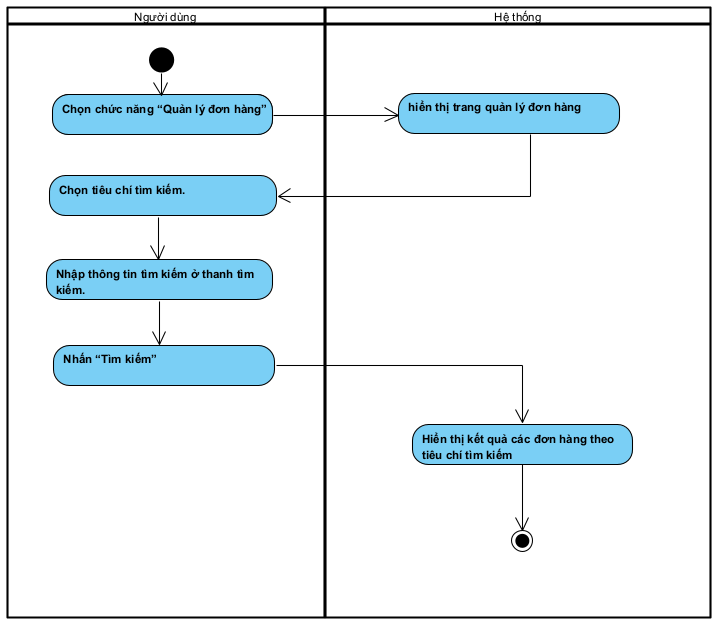 Người dùng
Hệ thống
Chọn chức năng “Quản lý đơn hàng”
hiển thị trang quản lý đơn hàng
Chọn tiêu chí tìm kiếm.
Nhập thông tin tìm kiếm ở thanh tìm
kiếm.
Nhấn “Tìm kiếm”
Hiển thị kết quả các đơn hàng theo
tiêu chí tìm kiếm